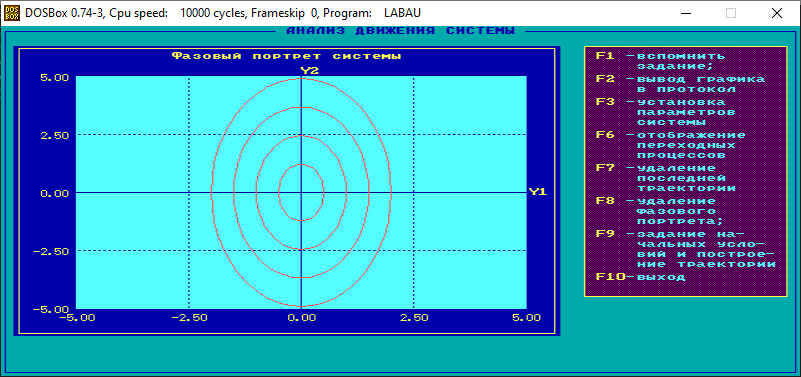 DOSBox 0.74-3, Cpu speed: 10000 cycles, Frameskip 0, Program: LABAU
АНАЛИЗ ДВИЖЕНИЯ СИСТЕМЫ
Фазовый портрет системы
Y2
5.00
2.50
0.00
-2.50
-5.00
Y1
-5.00 -2.50 0.00 2.50 5.00
F1 -вспомнить
задание;
F2 -вывод графика
в протокол
F3 -установка
параметров
системы
F6 -отображение
переходных
процессов
F7 -удаление
последней
траектории
F8 -удаление
Фазового
портрета;
F9 -задание на-
чальных усло-
вий и построе-
ние траектории
F10-выход
DOS
BOX